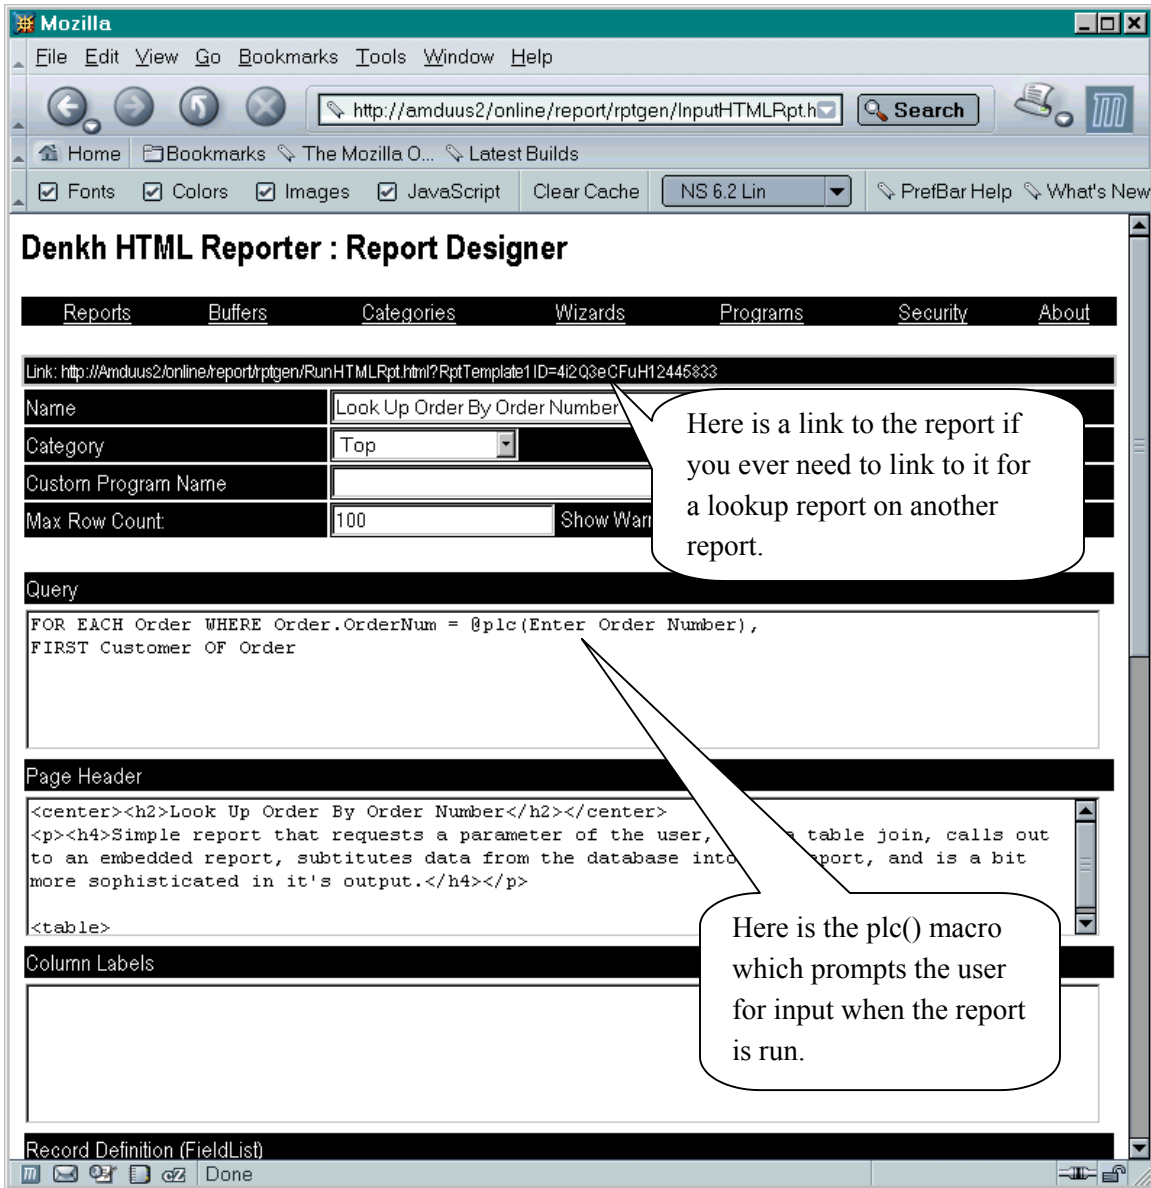 Mozilla
File Edit View Go Bookmarks Tools Window Help
http://amduus2/online/report/rptgen/InputHTMLRpt.h Search
Home Bookmarks The Mozilla O... Latest Builds
Fonts Colors Images JavaScript Clear Cache NS 6.2 Lin PrefBar Help What's New
Denkh HTML Reporter : Report Designer
Reports Buffers Categories Wizards Programs Security About
Link: http://Amduus2/online/report/rptgen/RunHTMLRpt.html?RptTemplate1ID=4i2Q3eCFuH12445833
Name Look Up Order By Order Number
Category Top
Custom Program Name
Max Row Count: 100 Show Warn
Here is a link to the report if
you ever need to link to it for
a lookup report on another
report.
Query
FOR EACH Order WHERE Order.OrderNum = @plc(Enter Order Number),
FIRST Customer OF Order
Page Header
<center><h2>Look Up Order By Order Number</h2></center>
<p><h4>Simple report that requests a parameter of the user, a table join, calls out
to an embedded report, subtitutes data from the database into report, and is a bit
more sophisticated in it's output.</h4></p>
<table>
Here is the plc() macro
which prompts the user
for input when the report
is run.
Column Labels
Record Definition (FieldList)
Done